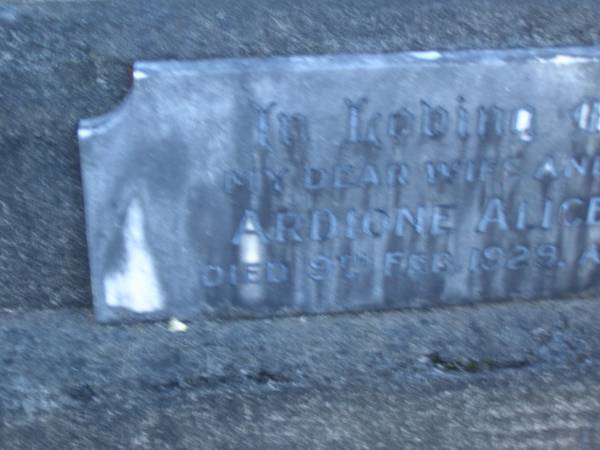 In Loving
MY DEAR WIFE AND
ARDIONE ALICE
DIED 9TH FEB. 1929. A